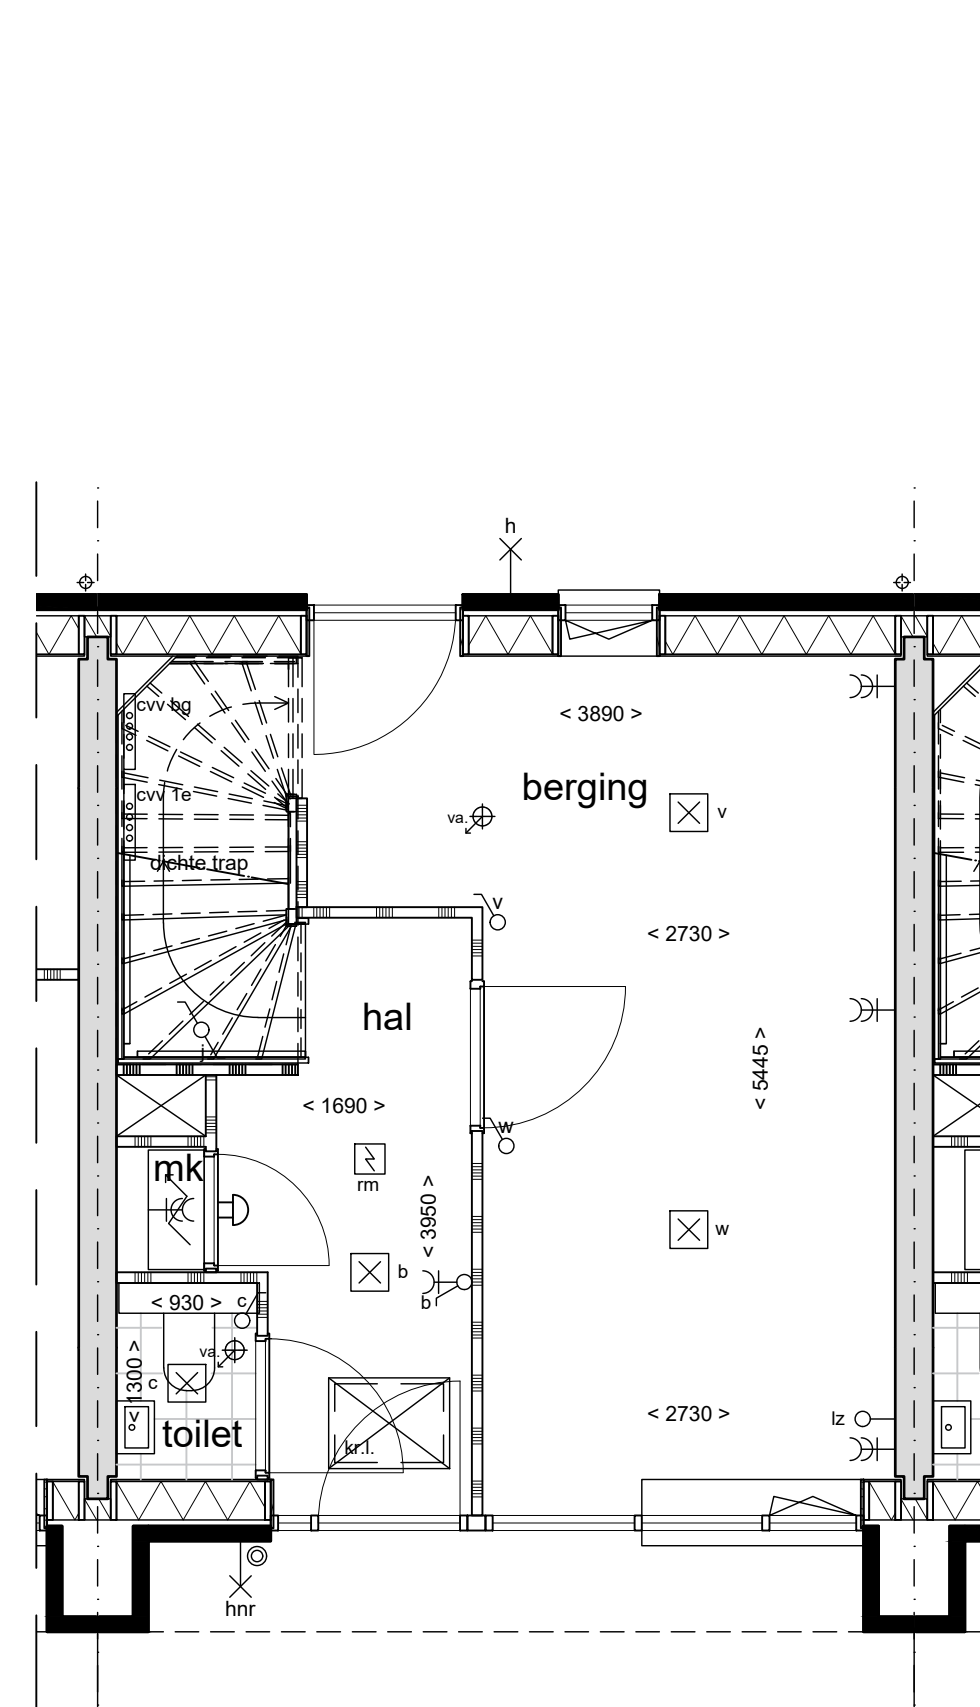 h
cvv bg
< 3890 >
berging
cvv 1e
va.
v
dichte trap
v
< 2730 >
hal
j
< 5445 >
< 1690 >
w
mk
rm
< 3950 >
w
b
< 930 >
c
b
va.
< 1300 >
c
toilet
< 2730 >
lz
kr.l.
hnr